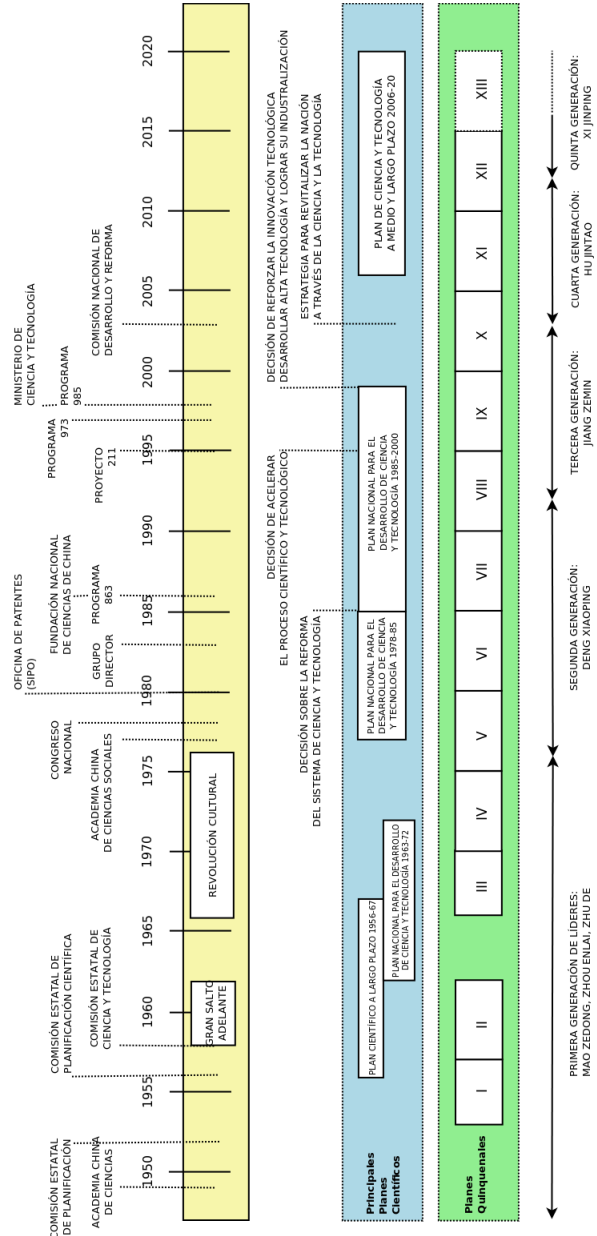 MINISTERIO DE
CIENCIA Y TECNOLOGÍA
OFICINA DE PATENTES
(SIPO)
COMISIÓN ESTATAL
DE PLANIFICACIÓN
COMISIÓN ESTATAL DE
PLANIFICACIÓN CIENTÍFICA
CONGRESO
NACIONAL
FUNDACIÓN NACIONAL
DE CIENCIAS DE CHINA
PROGRAMA
973
PROGRAMA
985
ACADEMIA CHINA
DE CIENCIAS
COMISIÓN ESTATAL DE
CIENCIA Y TECNOLOGÍA
ACADEMIA CHINA
DE CIENCIAS SOCIALES
GRUPO
DIRECTOR
PROGRAMA
863
PROYECTO
211
COMISIÓN NACIONAL DE
DESARROLLO Y REFORMA
1950
1955
1960
1965
1970
1975
1980
1985
1990
1995
2000
2005
2010
2015
2020
GRAN SALTO
ADELANTE
REVOLUCIÓN CULTURAL
DECISIÓN SOBRE LA REFORMA
DEL SISTEMA DE CIENCIA Y TECNOLOGÍA
DECISIÓN DE ACELERAR
EL PROCESO CIENTÍFICO Y TECNOLÓGICO
DECISIÓN DE REFORZAR LA INNOVACIÓN TECNOLÓGICA
DESARROLLAR ALTA TECNOLOGÍA Y LOGRAR SU INDUSTRALIZACIÓN
ESTRATEGIA PARA REVITALIZAR LA NACIÓN
A TRAVÉS DE LA CIENCIA Y LA TECNOLOGÍA
Principales
Planes
Científicos
PLAN CIENTÍFICO A LARGO PLAZO 1956-67
PLAN NACIONAL PARA EL DESARROLLO
DE CIENCIA Y TECNOLOGÍA 1963-72
PLAN NACIONAL PARA EL
DESARROLLO DE CIENCIA
Y TECNOLOGÍA 1978-85
PLAN NACIONAL PARA EL
DESARROLLO DE CIENCIA
Y TECNOLOGÍA 1985-2000
PLAN DE CIENCIA Y TECNOLOGÍA
A MEDIO Y LARGO PLAZO 2006-20
Planes
Quinquenales
I
II
III
IV
V
VI
VII
VIII
IX
X
XI
XII
XIII
PRIMERA GENERACIÓN DE LÍDERES:
MAO ZEDONG, ZHOU ENLAI, ZHU DE
SEGUNDA GENERACIÓN:
DENG XIAOPING
TERCERA GENERACIÓN:
JIANG ZEMIN
CUARTA GENERACIÓN:
HU JINTAO
QUINTA GENERACIÓN:
XI JINPING